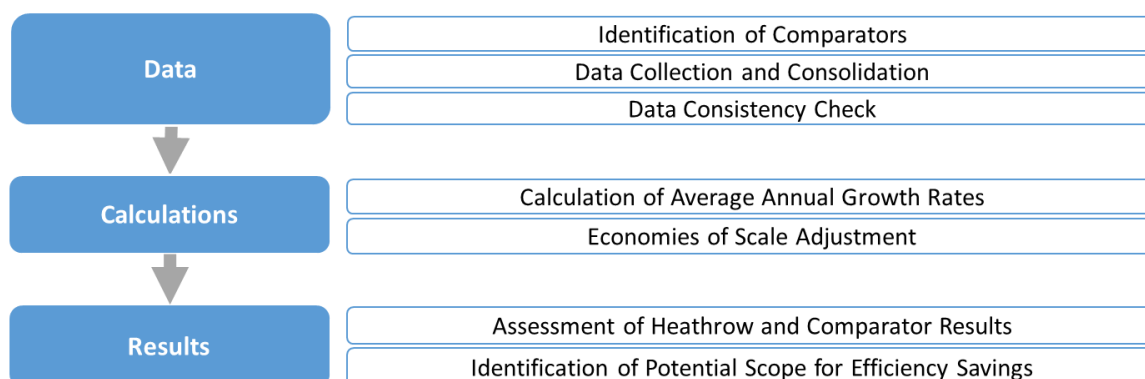 Data
Identification of Comparators
Data Collection and Consolidation
Data Consistency Check
Calculations
Calculation of Average Annual Growth Rates
Economies of Scale Adjustment
Results
Assessment of Heathrow and Comparator Results
Identification of Potential Scope for Efficiency Savings